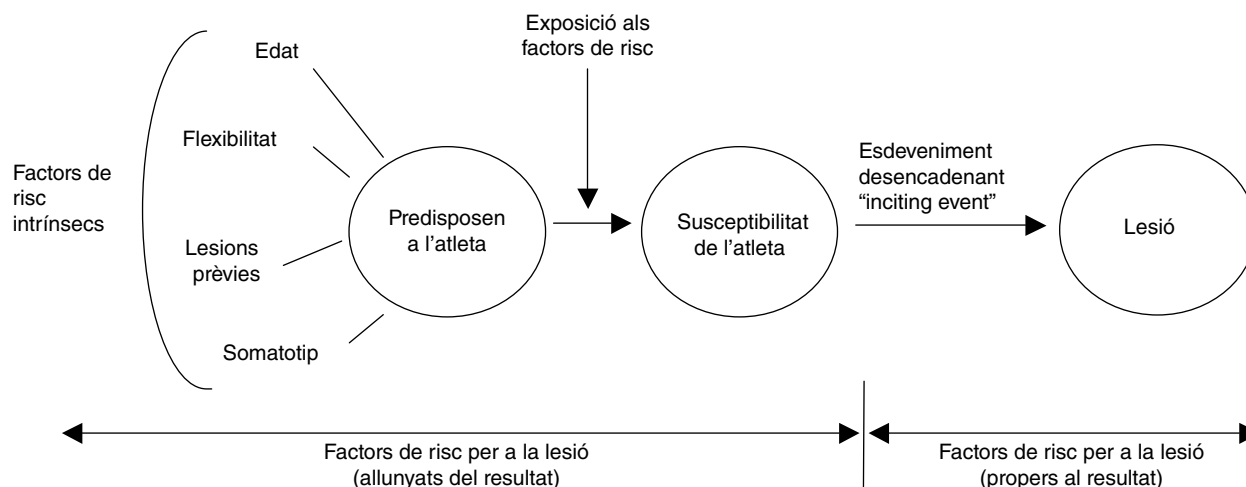 Factors de
risc
intrínsecs
Edat
Flexibilitat
Lesions
prèvies
Somatotip
Predisposen
a l’atleta
Exposició als
factors de risc
Susceptibilitat
de l’atleta
Esdeveniment
desencadenant
“inciting event”
Lesió
Factors de risc per a la lesió
(allunyats del resultat)
Factors de risc per a la lesió
(propers al resultat)